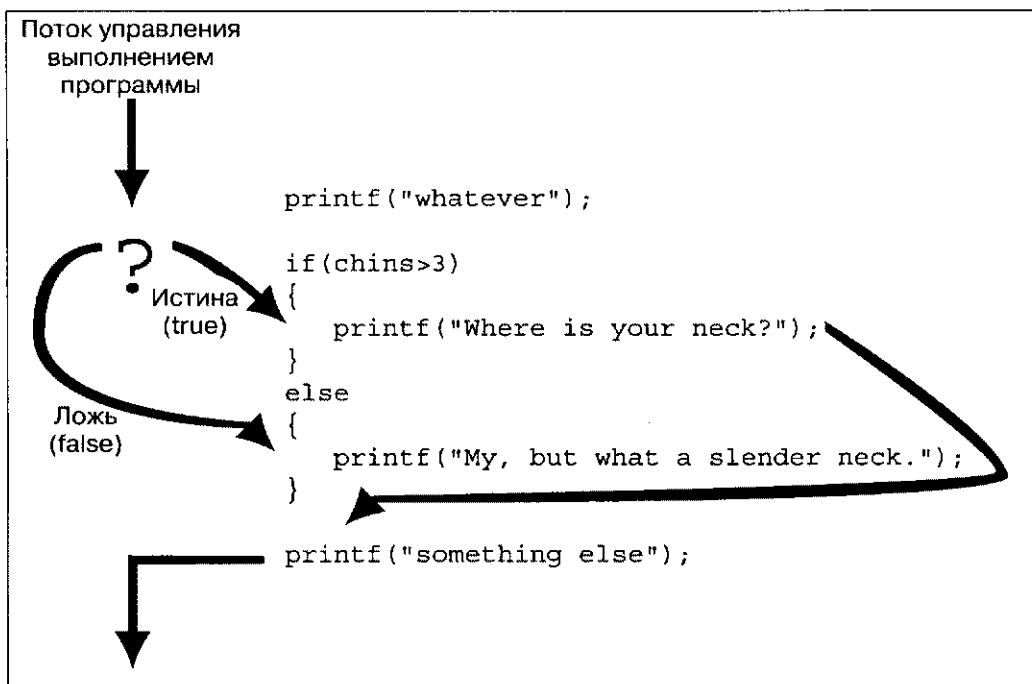 Поток управления
выполнением
программы
printf("whatever");
?
if(chins>3)
Истина
(true)
{
printf("Where is your neck?");
}
else
Ложь
(false)
{
printf("My, but what a slender neck.");
}
printf("something else");